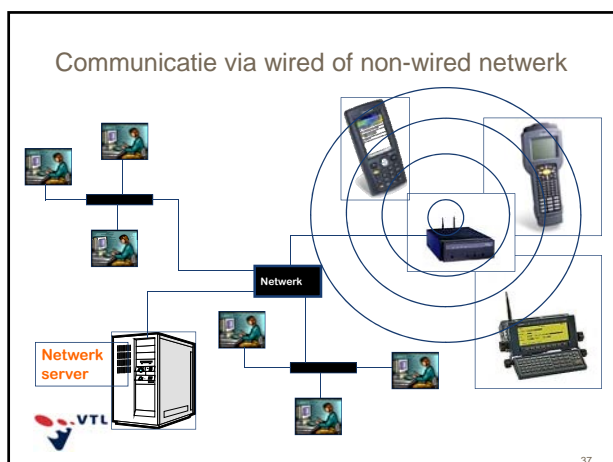 Communicatie via wired of non-wired netwerk
Netwerk
Netwerk
server
VTL
37